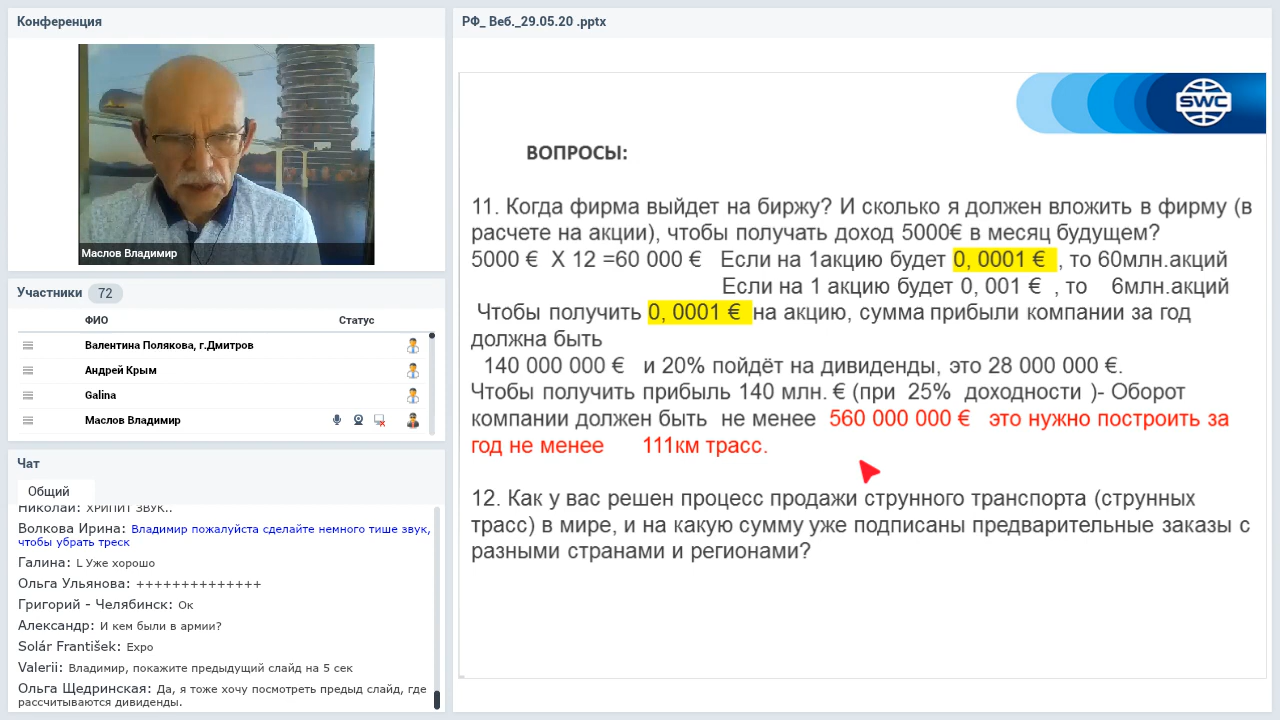 Конференция
Маслов Владимир
Участники 72
ФИО Статус
Валентина Полякова, г.Дмитров
Андрей Крым
Galina
Маслов Владимир
Чат
Общий
Николай: ХРИПИТ ЗВУК..
Волкова Ирина: Владимир пожалуйста сделайте немного тише звук,
чтобы убрать треск
Галина: L Уже хорошо
Ольга Ульянова: ++++++++++++++
Григорий - Челябинск: Ок
Александр: И кем были в армии?
Solár František: Expo
Valerii: Владимир, покажите предыдущий слайд на 5 сек
Ольга Щедринская: Да, я тоже хочу посмотреть предыд слайд, где
рассчитываются дивиденды.
РФ_ Веб._29.05.20 .pptx
SWC
ВОПРОСЫ:
11. Когда фирма выйдет на биржу? И сколько я должен вложить в фирму (в
расчете на акции), чтобы получать доход 5000€ в месяц будущем?
5000 € Х 12 =60 000 € Если на 1акцию будет 0, 0001 € , то 60млн.акций
Если на 1 акцию будет 0, 001 € , то 6млн.акций
Чтобы получить 0, 0001 € на акцию, сумма прибыли компании за год
должна быть
140 000 000 € и 20% пойдёт на дивиденды, это 28 000 000 €.
Чтобы получить прибыль 140 млн. € (при 25% доходности )- Оборот
компании должен быть не менее 560 000 000 € это нужно построить за
год не менее 111км трасс.
12. Как у вас решен процесс продажи струнного транспорта (струнных
трасс) в мире, и на какую сумму уже подписаны предварительные заказы с
разными странами и регионами?